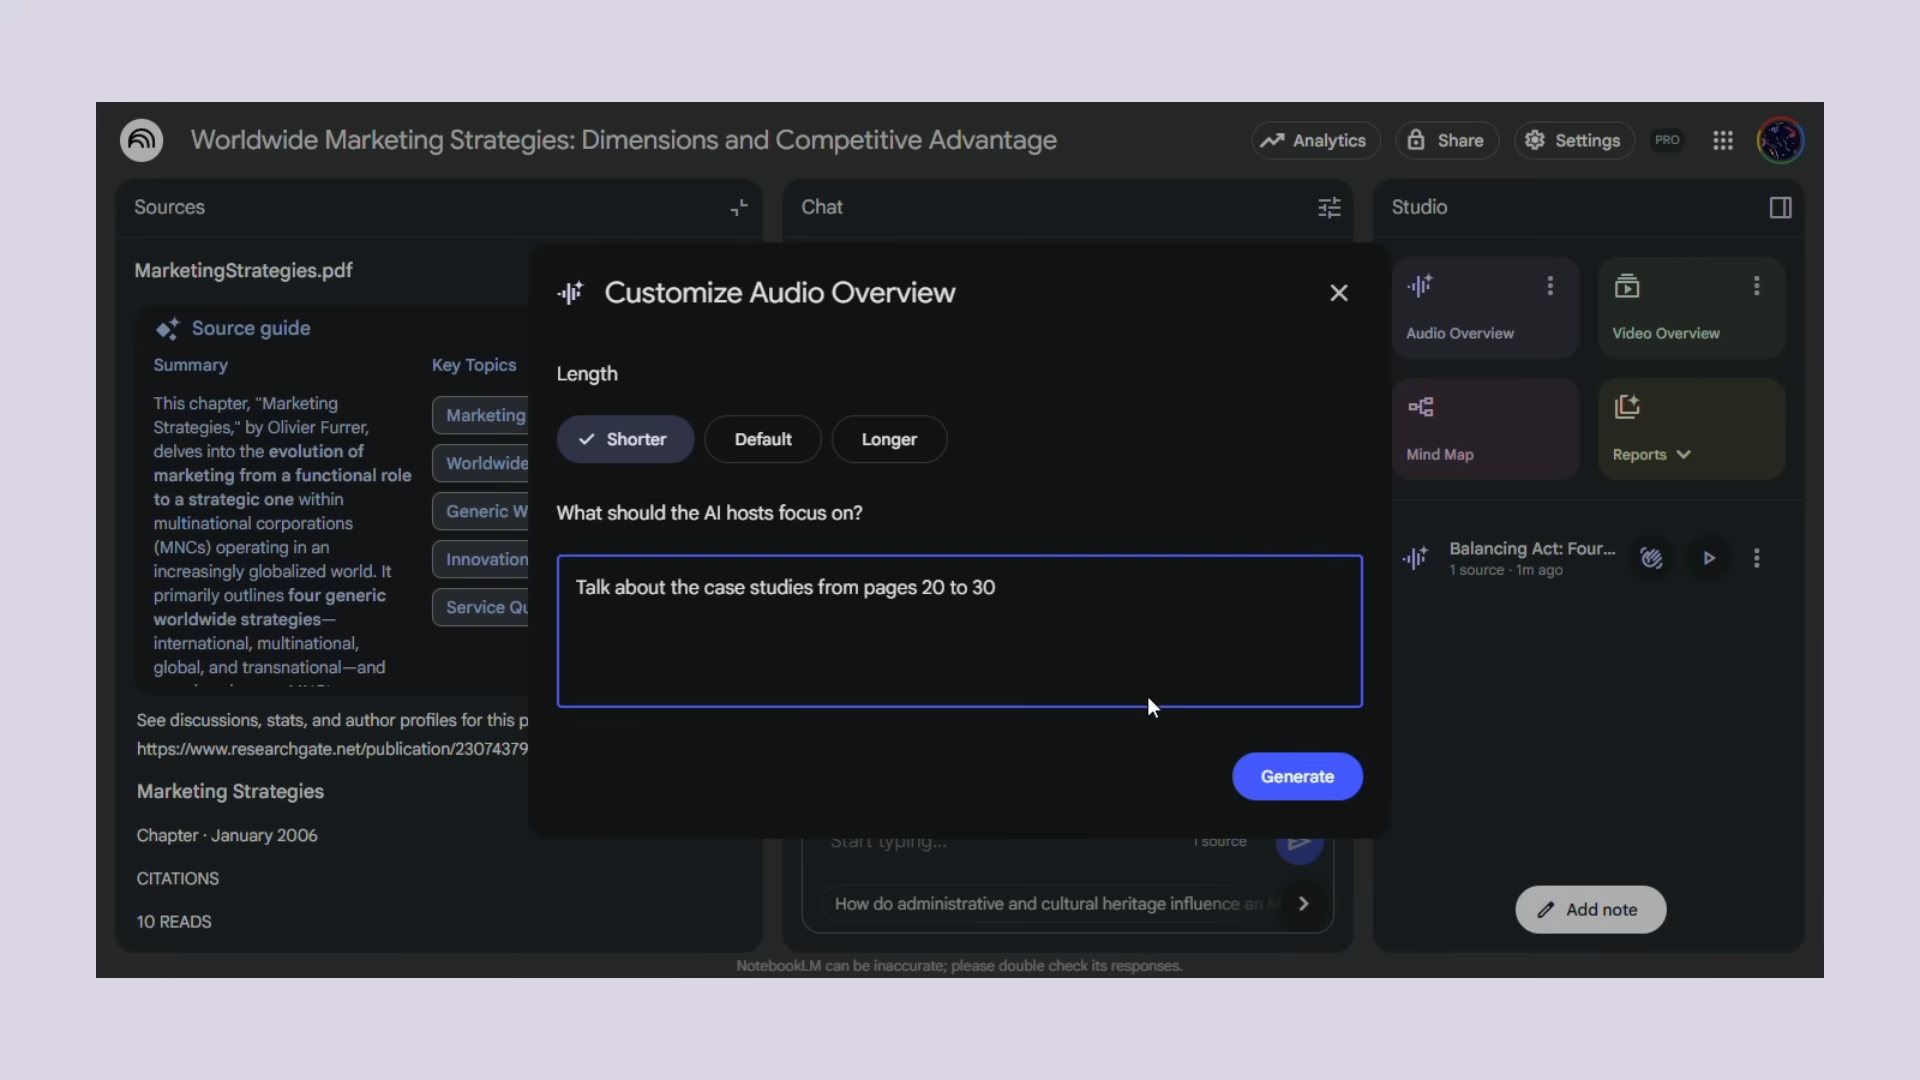 Worldwide Marketing Strategies: Dimensions and Competitive Advantage
Analytics
Share
Settings
PRO
Sources
Chat
Studio
MarketingStrategies.pdf
Source guide
Summary
Key Topics
This chapter, "Marketing
Strategies," by Olivier Furrer,
delves into the evolution of
marketing from a functional role
to a strategic one within
multinational corporations
(MNCs) operating in an
increasingly globalized world. It
primarily outlines four generic
worldwide strategies—
international, multinational,
global, and transnational—and
Marketing
Worldwide
Generic W
Innovation
Service Qu
See discussions, stats, and author profiles for this p
https://www.researchgate.net/publication/23074379
Marketing Strategies
Chapter · January 2006
CITATIONS
10 READS
Customize Audio Overview
Length
Shorter
Default
Longer
What should the AI hosts focus on?
Talk about the case studies from pages 20 to 30
Generate
Start typing...
1 source
How do administrative and cultural heritage influence an M
Audio Overview
Video Overview
Mind Map
Reports
Balancing Act: Four...
1 source · 1m ago
Add note
NotebookLM can be inaccurate; please double check its responses.